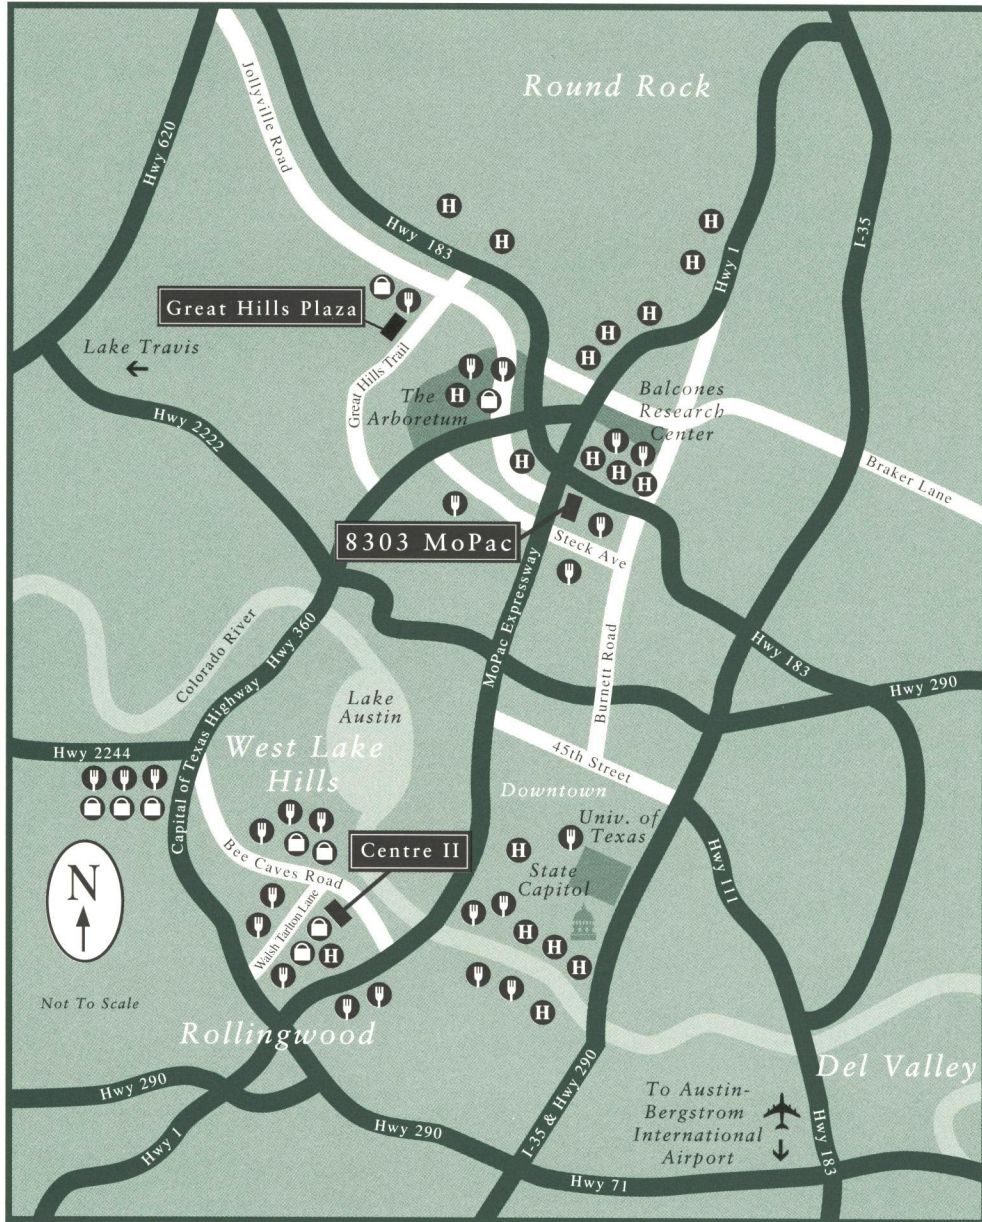 Round Rock
Jollyville Road
Hwy 620
Hwy 183
Hwy 1
I-35
H
H
H
H
H
H
H
Great Hills Plaza
Lake Travis
Great Hills Trail
The
Arboretum
H
Balcones
Research
Center
Hwy 2222
H
H
H
H
Braker Lane
8303 MoPac
Steck Ave
MoPac Expressway
Burnett Road
Colorado River
Hwy 360
Capital of Texas Highway
Hwy 183
Hwy 290
Lake
Austin
45th Street
Hwy 2244
West Lake
Hills
Downtown
Univ. of
Texas
H
State
Capitol
Hwy 111
Centre II
Bee Caves Road
Walsh Tarlton Lane
N
H
H
H
H
H
Not To Scale
Rollingwood
Del Valley
Hwy 290
Hwy 1
Hwy 290
I-35 & Hwy 290
To Austin-
Bergstrom
International
Airport
Hwy 183
Hwy 71